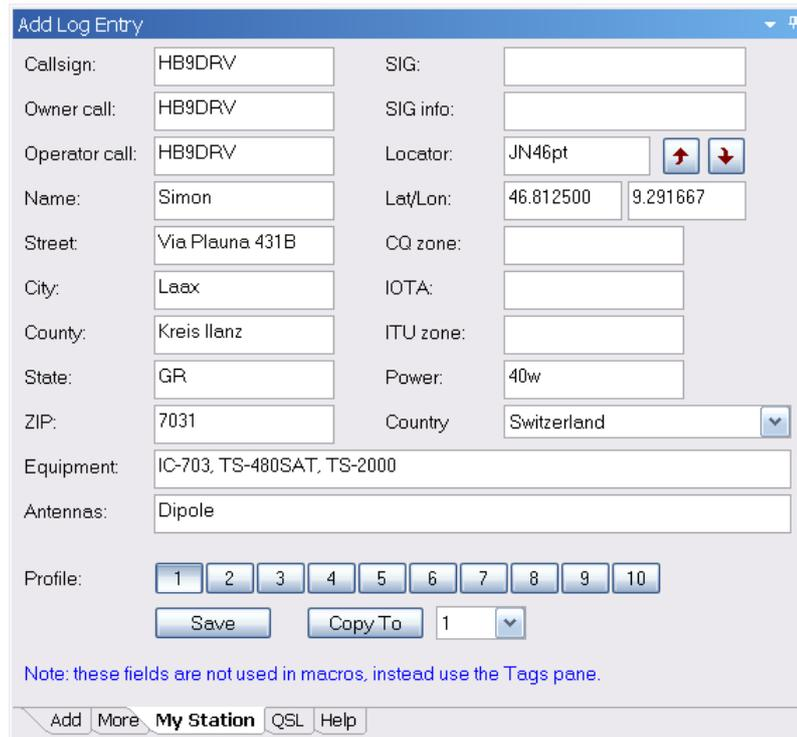 Add Log Entry
Callsign: HB9DRV SIG:
Owner call: HB9DRV SIG info:
Operator call: HB9DRV Locator: JN46pt
Name: Simon Lat/Lon: 46.812500 9.291667
Street: Via Plauna 431B CQ zone:
City: Laax IOTA:
County: Kreis Ilanz ITU zone:
State: GR Power: 40w
ZIP: 7031 Country Switzerland
Equipment: IC-703, TS-480SAT, TS-2000
Antennas: Dipole
Profile: 1 2 3 4 5 6 7 8 9 10
Save Copy To 1
Note: these fields are not used in macros, instead use the Tags pane.
Add More My Station QSL Help